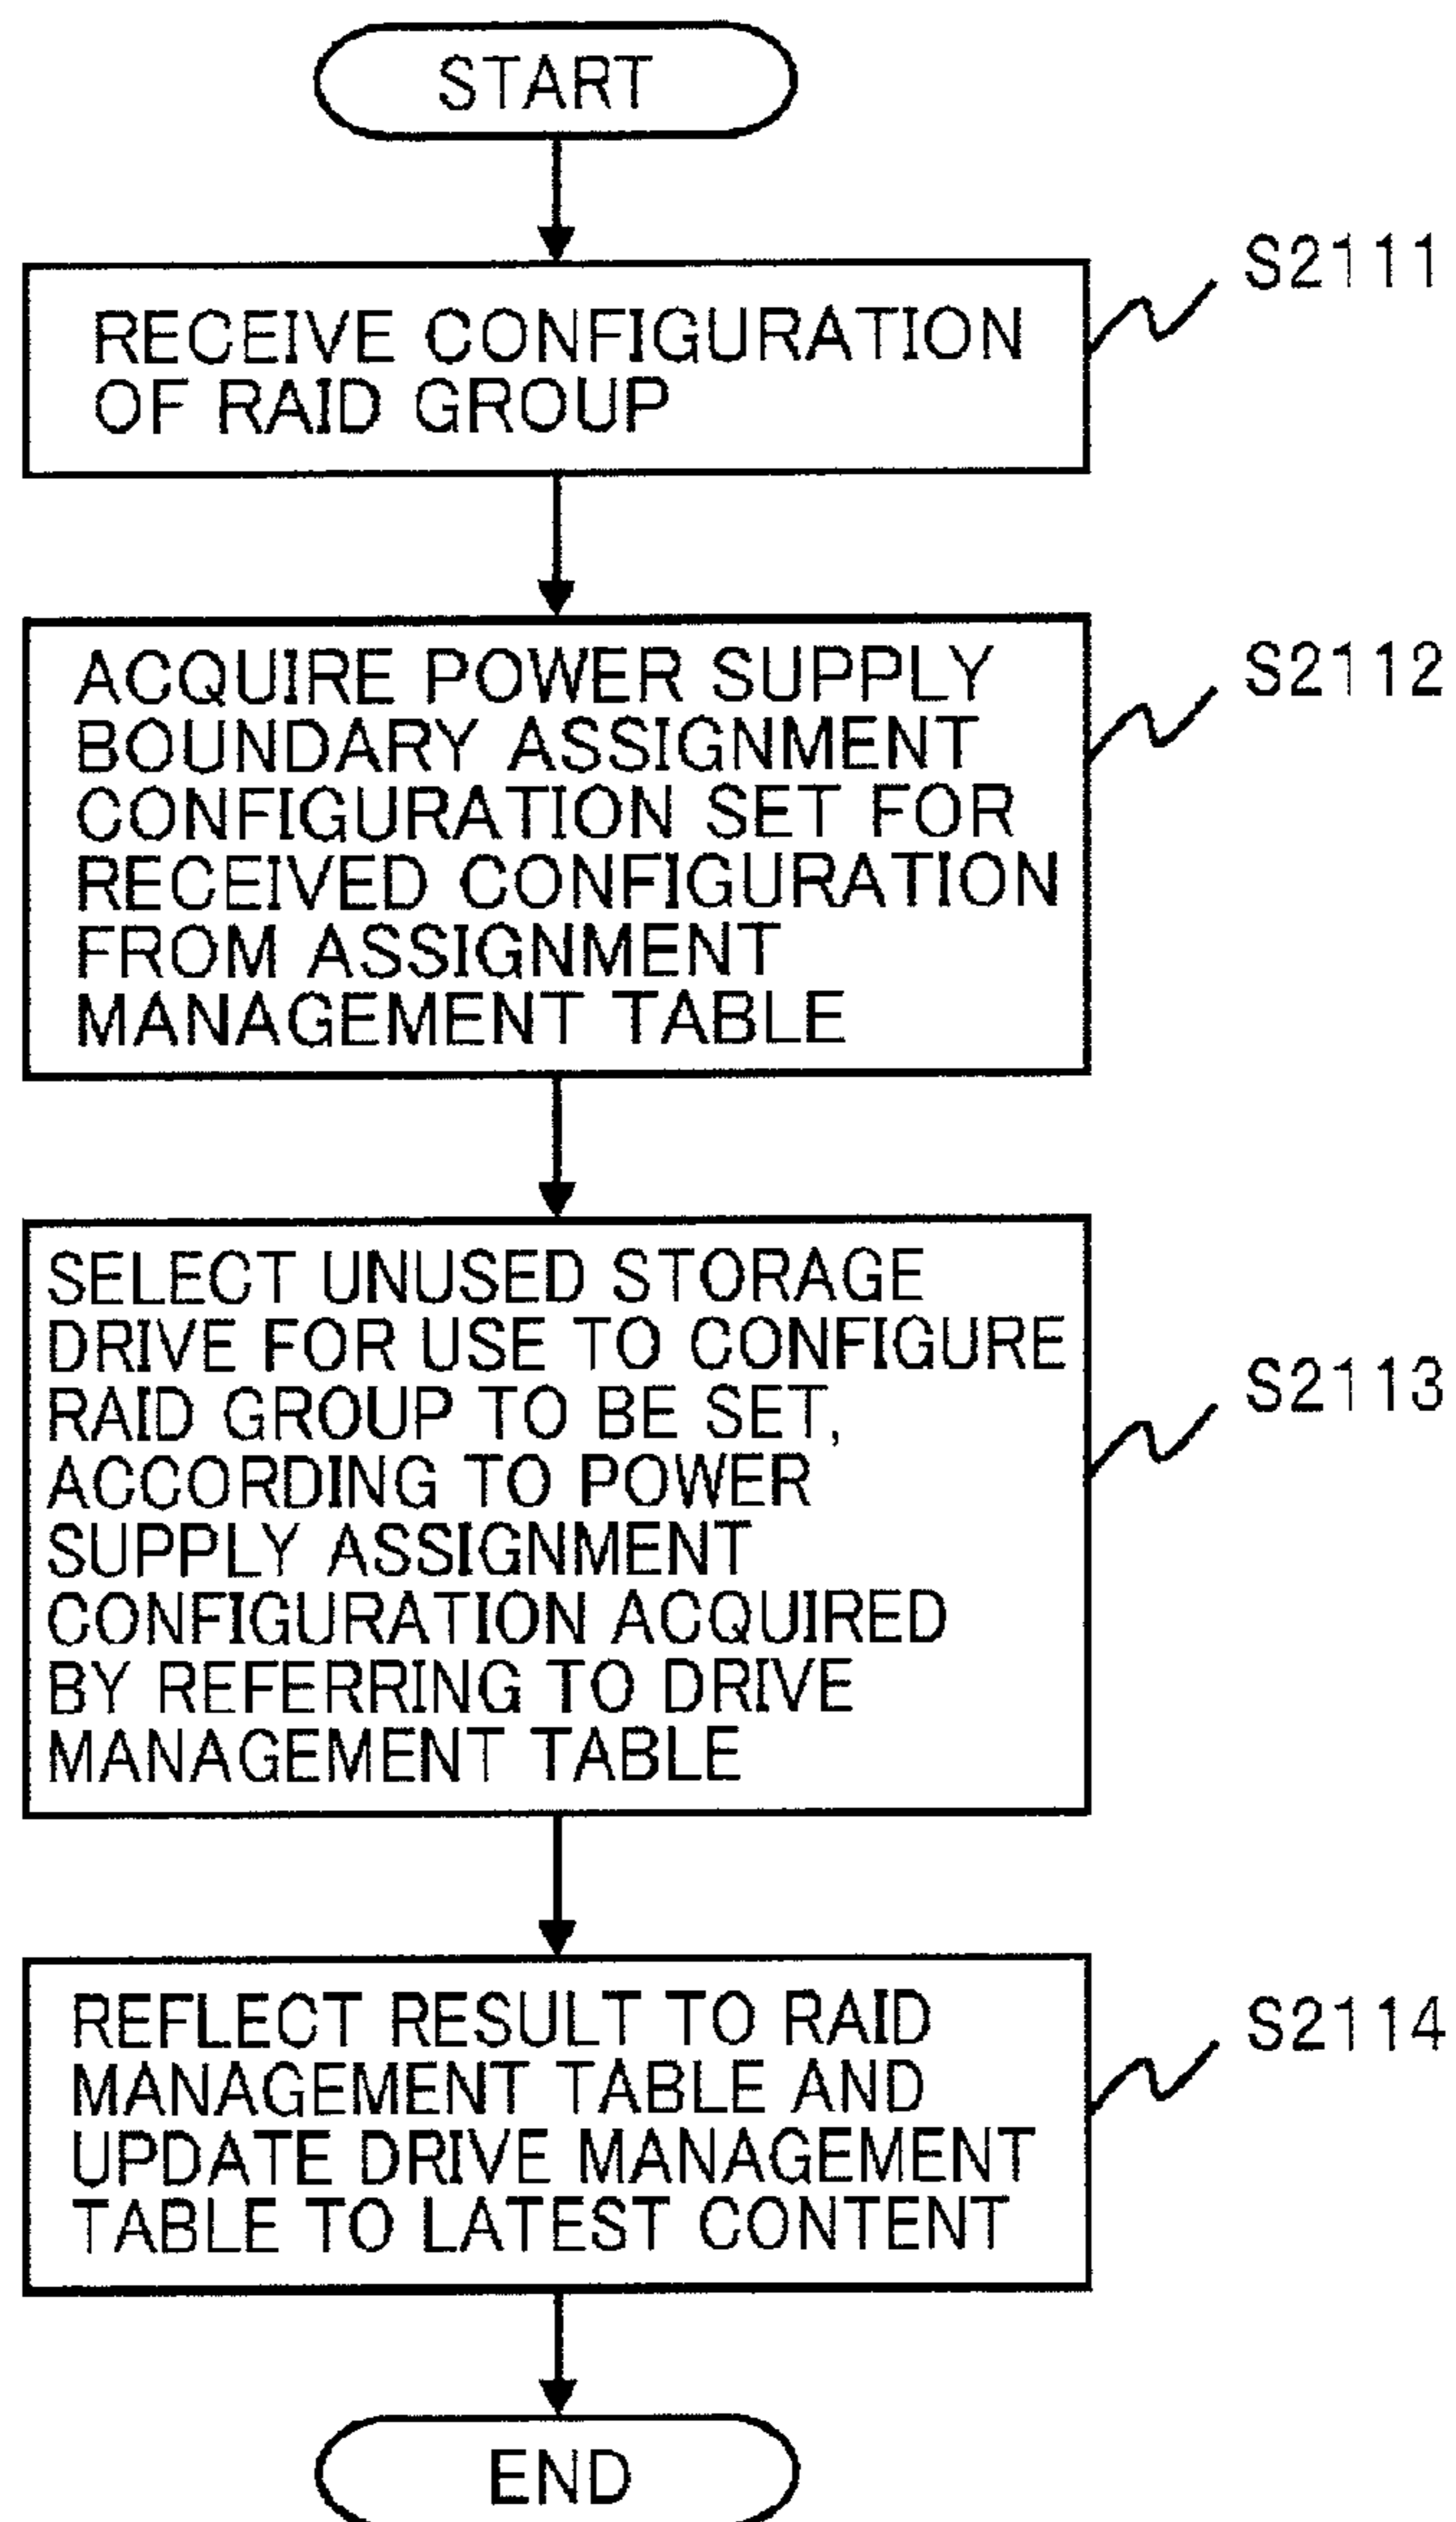 START
S2111
RECEIVE CONFIGURATION
OF RAID GROUP
S2112
ACQUIRE POWER SUPPLY
BOUNDARY ASSIGNMENT
CONFIGURATION SET FOR
RECEIVED CONFIGURATION
FROM ASSIGNMENT
MANAGEMENT TABLE
S2113
SELECT UNUSED STORAGE
DRIVE FOR USE TO CONFIGURE
RAID GROUP TO BE SET,
ACCORDING TO POWER
SUPPLY ASSIGNMENT
CONFIGURATION ACQUIRED
BY REFERRING TO DRIVE
MANAGEMENT TABLE
S2114
REFLECT RESULT TO RAID
MANAGEMENT TABLE AND
UPDATE DRIVE MANAGEMENT
TABLE TO LATEST CONTENT
END